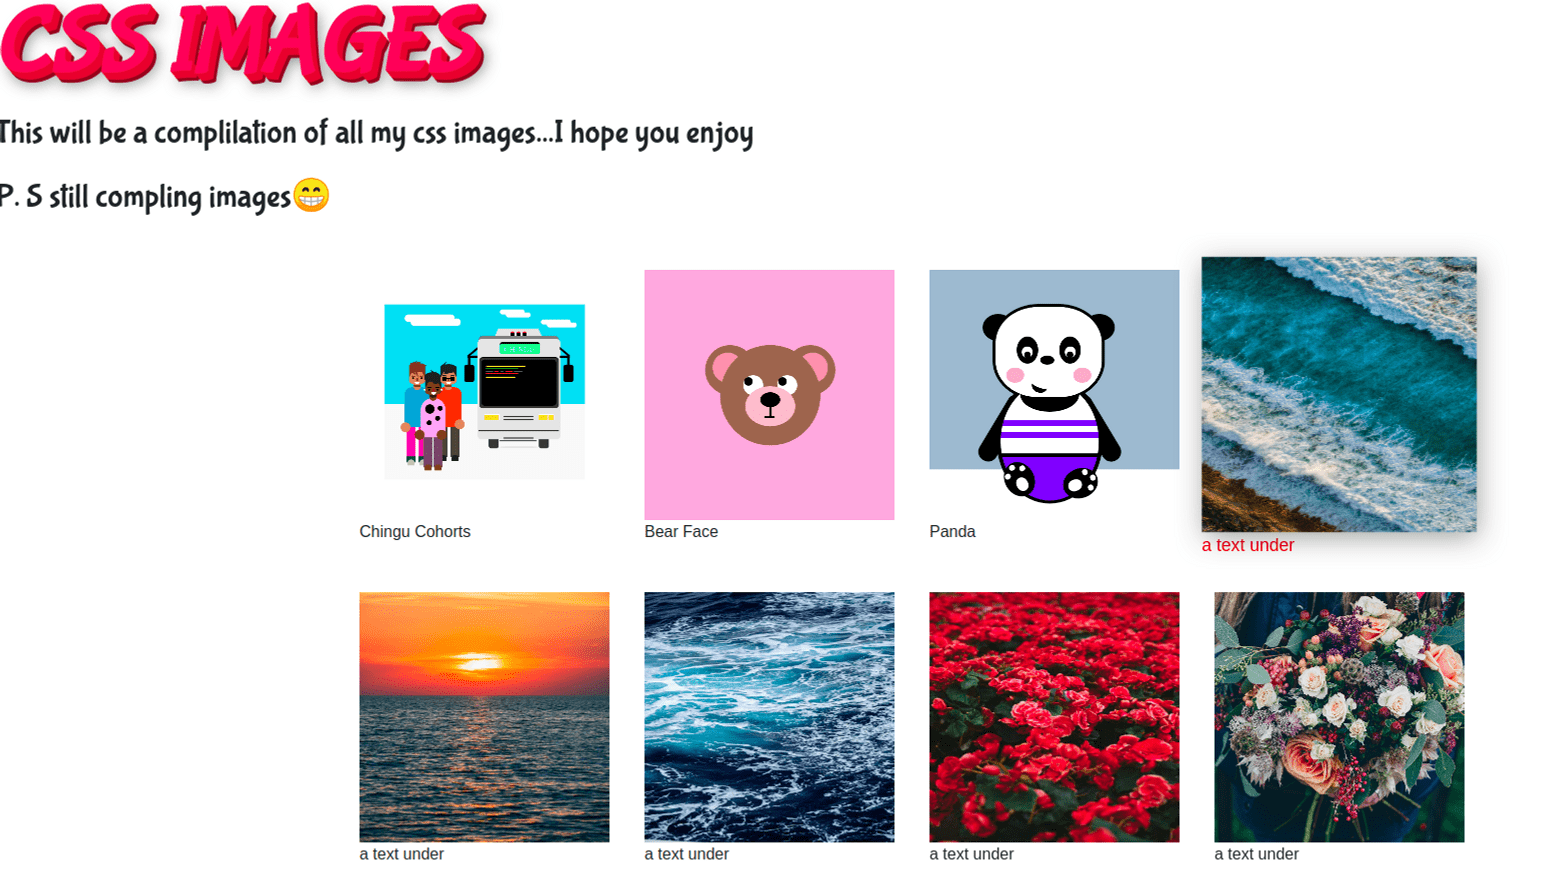 CSS IMAGES
This will be a complilation of all my css images...I hope you enjoy
P. S still compling images😁
Chingu Cohorts
Bear Face
Panda
a text under
a text under
a text under
a text under
a text under